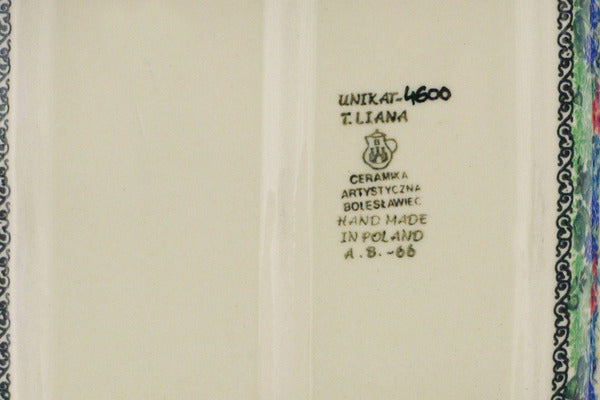 UNIKAT-4600
T. LIANA
CERAMIKA
ARTYSTYCZNA
BOLESŁAWIEC
HAND MADE
IN POLAND
A.B.-66